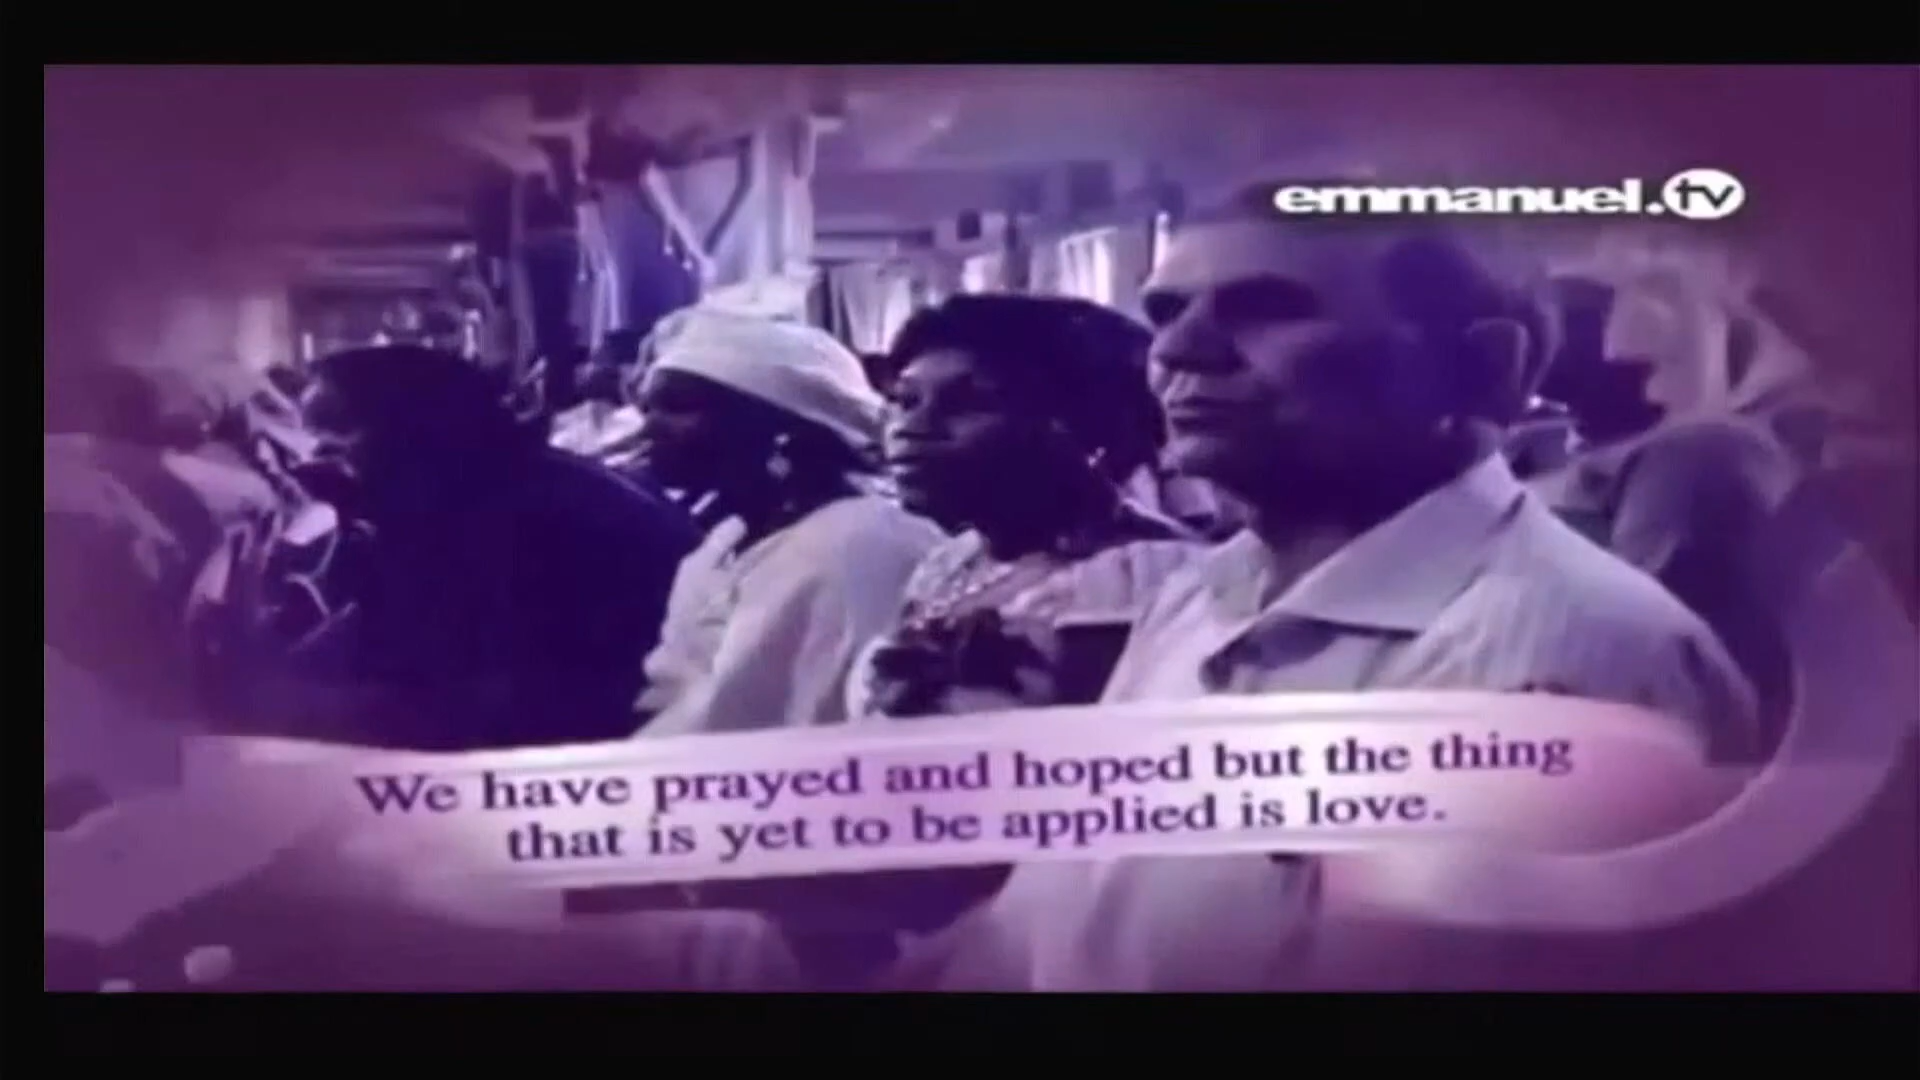 emmanuel.tv
We have prayed and hoped but the thing
that is yet to be applied is love.